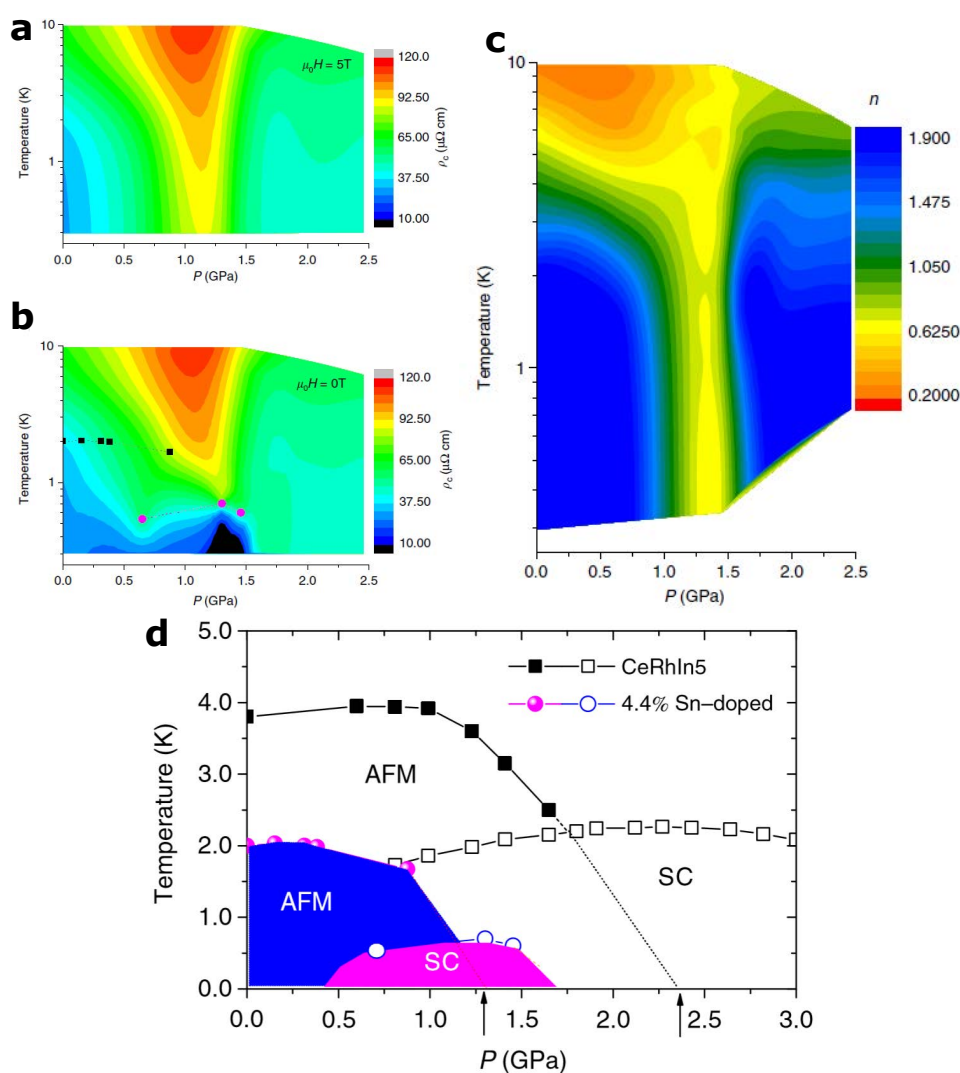 a
10
1
Temperature (K)
μ₀H = 5T
120.0
92.50
65.00
37.50
10.00
ρc (μΩ cm)
0.0 0.5 1.0 1.5 2.0 2.5
P (GPa)
b
10
1
Temperature (K)
μ₀H = 0T
120.0
92.50
65.00
37.50
10.00
ρc (μΩ cm)
0.0 0.5 1.0 1.5 2.0 2.5
P (GPa)
c
10
1
Temperature (K)
n
1.900
1.475
1.050
0.6250
0.2000
0.0 0.5 1.0 1.5 2.0 2.5
P (GPa)
d
5.0
4.0
3.0
2.0
1.0
0.0
Temperature (K)
CeRhIn5
4.4% Sn–doped
AFM
SC
AFM
SC
0.0 0.5 1.0 1.5 2.0 2.5 3.0
P (GPa)